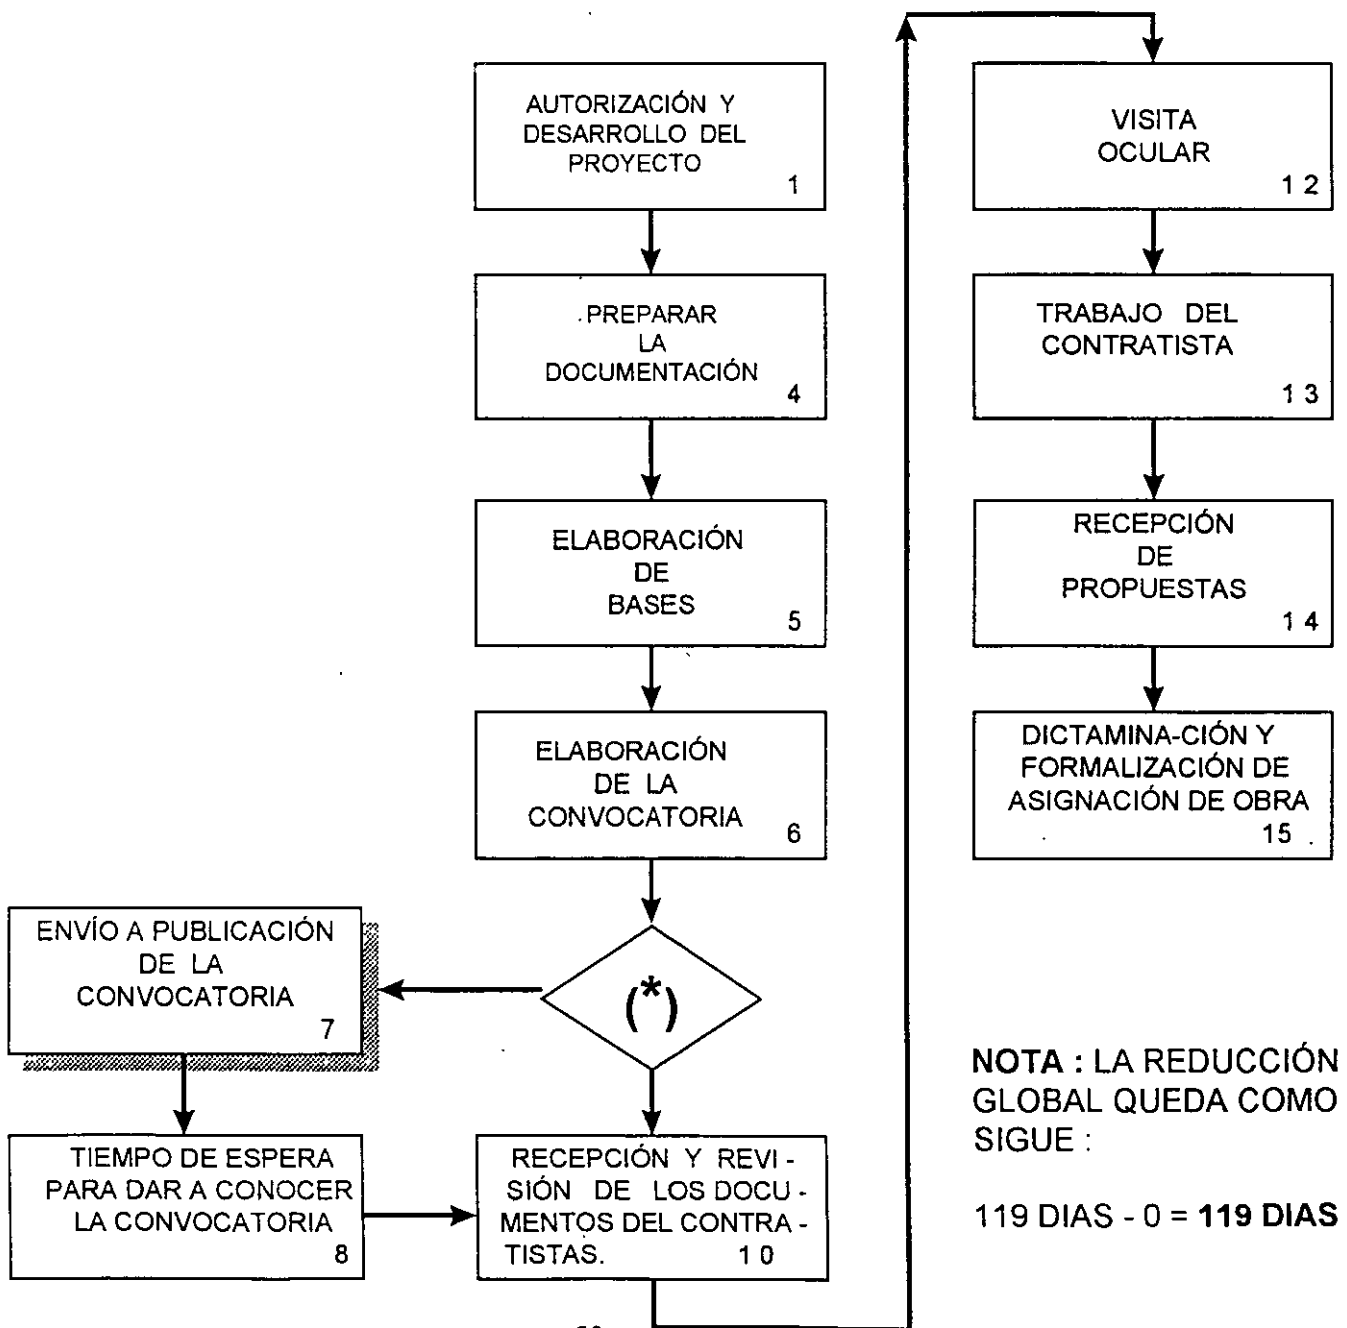 AUTORIZACIÓN Y
DESARROLLO DEL
PROYECTO
1
.PREPARAR
LA
DOCUMENTACIÓN
4
ELABORACIÓN
DE
BASES
5
ELABORACIÓN
DE LA
CONVOCATORIA
6
(*)
ENVÍO A PUBLICACIÓN
DE LA
CONVOCATORIA
7
TIEMPO DE ESPERA
PARA DAR A CONOCER
LA CONVOCATORIA
8
RECEPCIÓN Y REVI -
SIÓN DE LOS DOCU -
MENTOS DEL CONTRA -
TISTAS.
1 0
VISITA
OCULAR
1 2
TRABAJO DEL
CONTRATISTA
1 3
RECEPCIÓN
DE
PROPUESTAS
1 4
DICTAMINA-CIÓN Y
FORMALIZACIÓN DE
ASIGNACIÓN DE OBRA
15
NOTA : LA REDUCCIÓN
GLOBAL QUEDA COMO
SIGUE :
119 DIAS - 0 = 119 DIAS